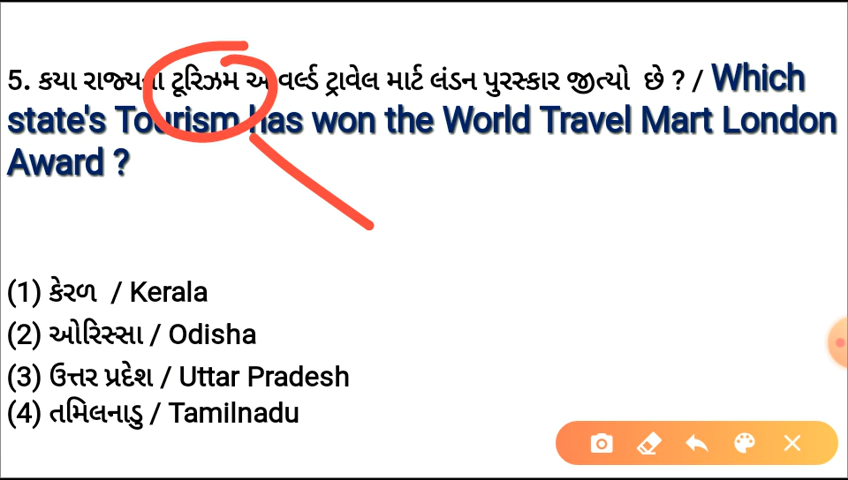 5. કયા રાજ્યના ટૂરિઝમ એ વર્લ્ડ ટ્રાવેલ માર્ટ લંડન પુરસ્કાર જીત્યો છે ? / Which
state's Tourism has won the World Travel Mart London
Award ?
(1) કેરળ / Kerala
(2) ઓરિસ્સા / Odisha
(3) ઉત્તર પ્રદેશ / Uttar Pradesh
(4) તમિલનાડુ / Tamilnadu